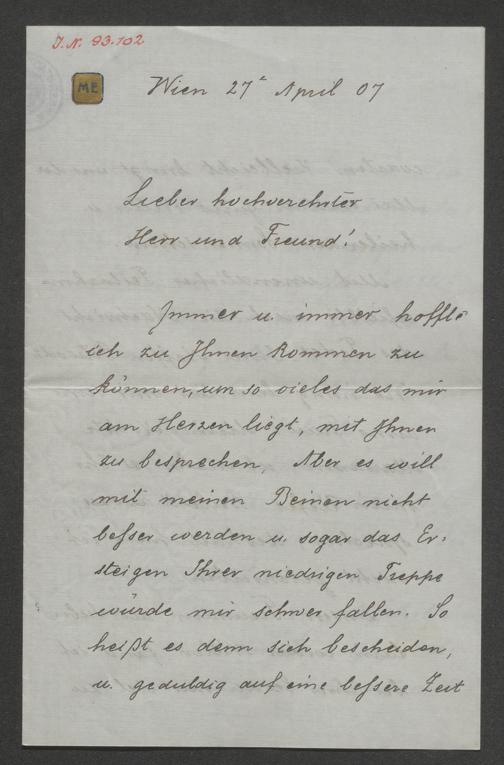 J. N. 93.102
ME
Wien 27t April 07
Lieber hochverehrter
Herr und Freund!
Immer u. immer hoffte
ich zu Ihnen kommen zu
können, um so vieles das mir
am Herzen liegt, mit Ihnen
zu besprechen, Aber es will
mit meinen Beinen nicht
beßer werden u. sogar das Er-
steigen Ihrer niedrigen Treppe
würde mir schwer fallen. So
heißt es denn sich bescheiden,
u. geduldig auf eine beßere Zeit